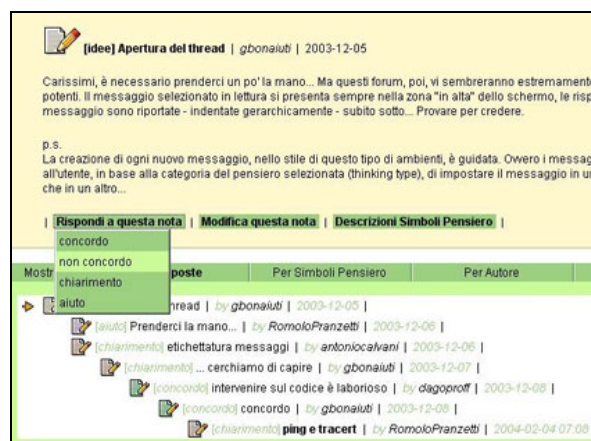 [idee] Apertura del thread | gbonaiuti | 2003-12-05
Carissimi, è necessario prenderci un po' la mano... Ma questi forum, poi, vi sembreranno estremament
potenti. Il messaggio selezionato in lettura si presenta sempre nella zona "in alta" dello schermo, le risp
messaggio sono riportate - indentate gerarchicamente - subito sotto... Provare per credere.
p.s.
La creazione di ogni nuovo messaggio, nello stile di questo tipo di ambienti, è guidata. Ovvero i messag
all'utente, in base alla categoria del pensiero selezionata (thinking type), di impostare il messaggio in u
che in un altro...
| Rispondi a questa nota | Modifica questa nota | Descrizioni Simboli Pensiero |
concordo
non concordo
chiarimento
aiuto
Mostr poste Per Simboli Pensiero Per Autore
hread | by gbonaiuti | 2003-12-05 |
[aiuto] Prenderci la mano... | by RomoloPranzetti | 2003-12-06 |
[chiarimento] etichettatura messaggi | by antoniocalvani | 2003-12-06 |
[chiarimento] ... cerchiamo di capire | by gbonaiuti | 2003-12-07 |
[concordo] intervenire sul codice è laborioso | by dagoproff | 2003-12-08 |
[concordo] concordo | by gbonaiuti | 2003-12-08 |
[chiarimento] ping e tracert | by RomoloPranzetti | 2004-02-04 07:08